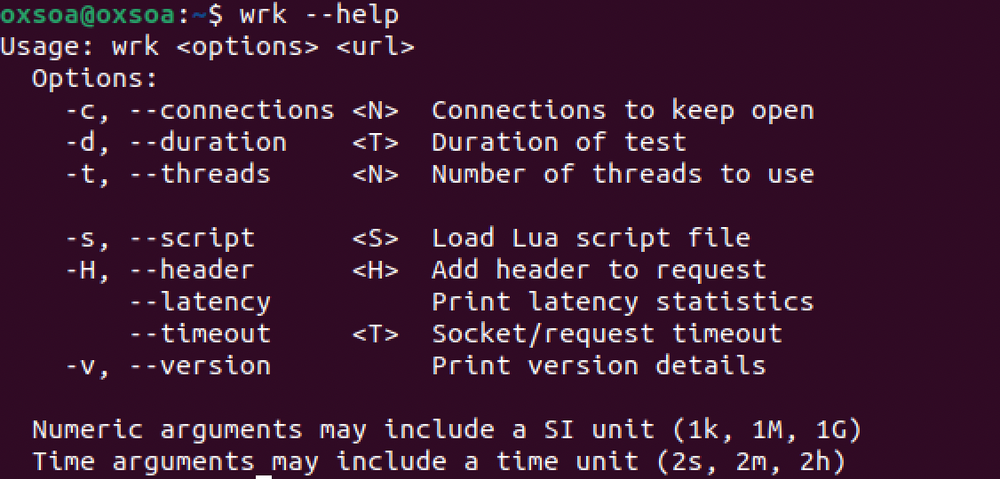 oxsoa@oxsoa:~$ wrk --help
Usage: wrk <options> <url>
  Options:
    -c, --connections <N>  Connections to keep open
    -d, --duration    <T>  Duration of test
    -t, --threads     <N>  Number of threads to use

    -s, --script      <S>  Load Lua script file
    -H, --header      <H>  Add header to request
        --latency          Print latency statistics
        --timeout     <T>  Socket/request timeout
    -v, --version          Print version details

  Numeric arguments may include a SI unit (1k, 1M, 1G)
  Time arguments may include a time unit (2s, 2m, 2h)